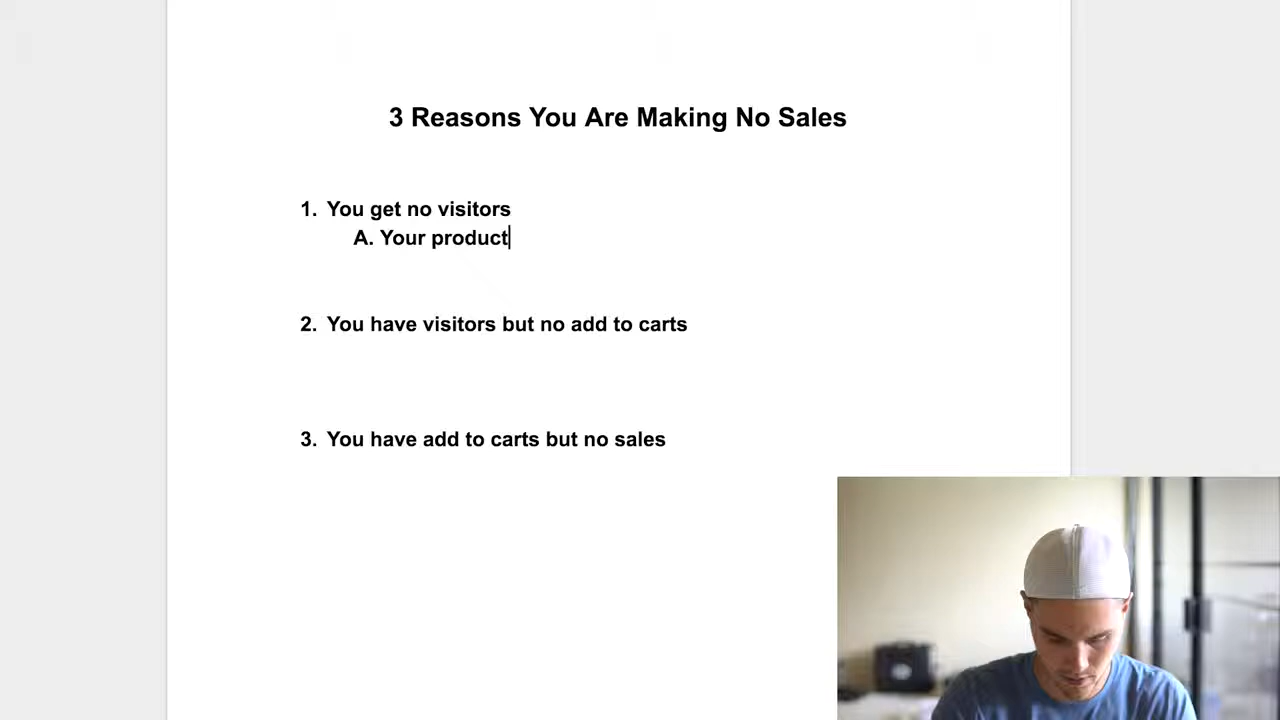 3 Reasons You Are Making No Sales
1. You get no visitors
A. Your product
2. You have visitors but no add to carts
3. You have add to carts but no sales